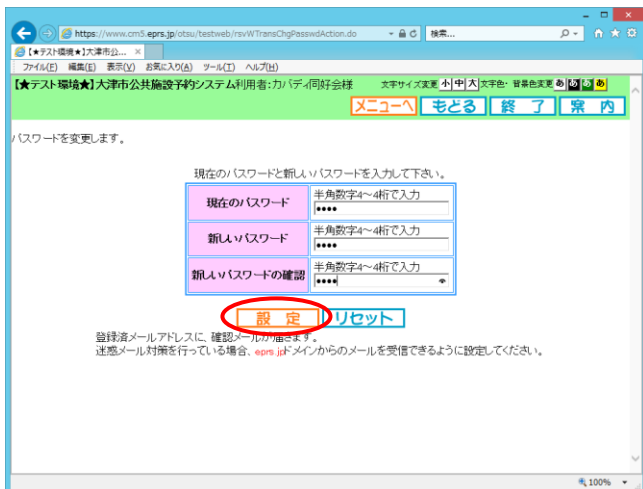 https://www.cm5.eprs.jp/otsu/testweb/rsvWTransChgPasswdAction.do
検索...
【★テスト環境★】大津市公...
ファイル(F) 編集(E) 表示(V) お気に入り(A) ツール(T) ヘルプ(H)
【★テスト環境★】大津市公共施設予約システム利用者:カバディ同好会様 文字サイズ変更 小 中 大 文字色・背景色変更 あ あ あ あ
メニューへ もどる 終 了 案 内
パスワードを変更します。
現在のパスワードと新しいパスワードを入力して下さい。
現在のパスワード 半角数字4～4桁で入力
••••
新しいパスワード 半角数字4～4桁で入力
••••
新しいパスワードの確認 半角数字4～4桁で入力
••••
設 定 リセット
登録済メールアドレスに、確認メールが届きます。
迷惑メール対策を行っている場合、eprs.jpドメインからのメールを受信できるように設定してください。
100%